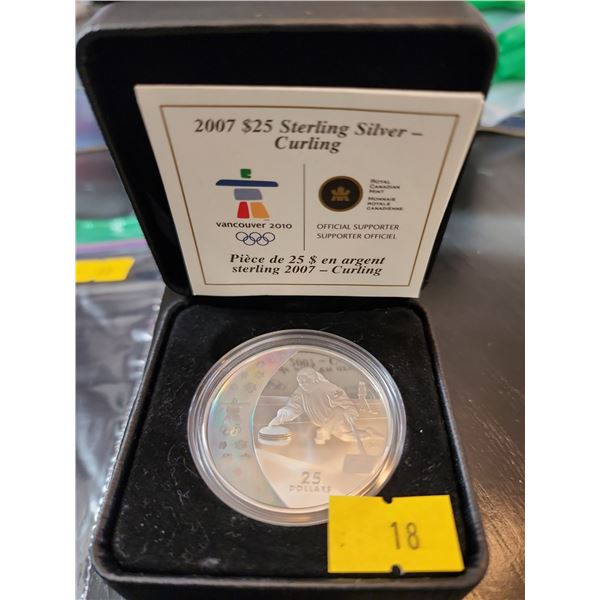 2007 $25 Sterling Silver –
Curling
vancouver 2010
ROYAL
CANADIAN
MINT
MONNAIE
ROYALE
CANADIENNE
OFFICIAL SUPPORTER
SUPPORTER OFFICIEL
Pièce de 25 $ en argent
sterling 2007 – Curling
25
DOLLARS
18